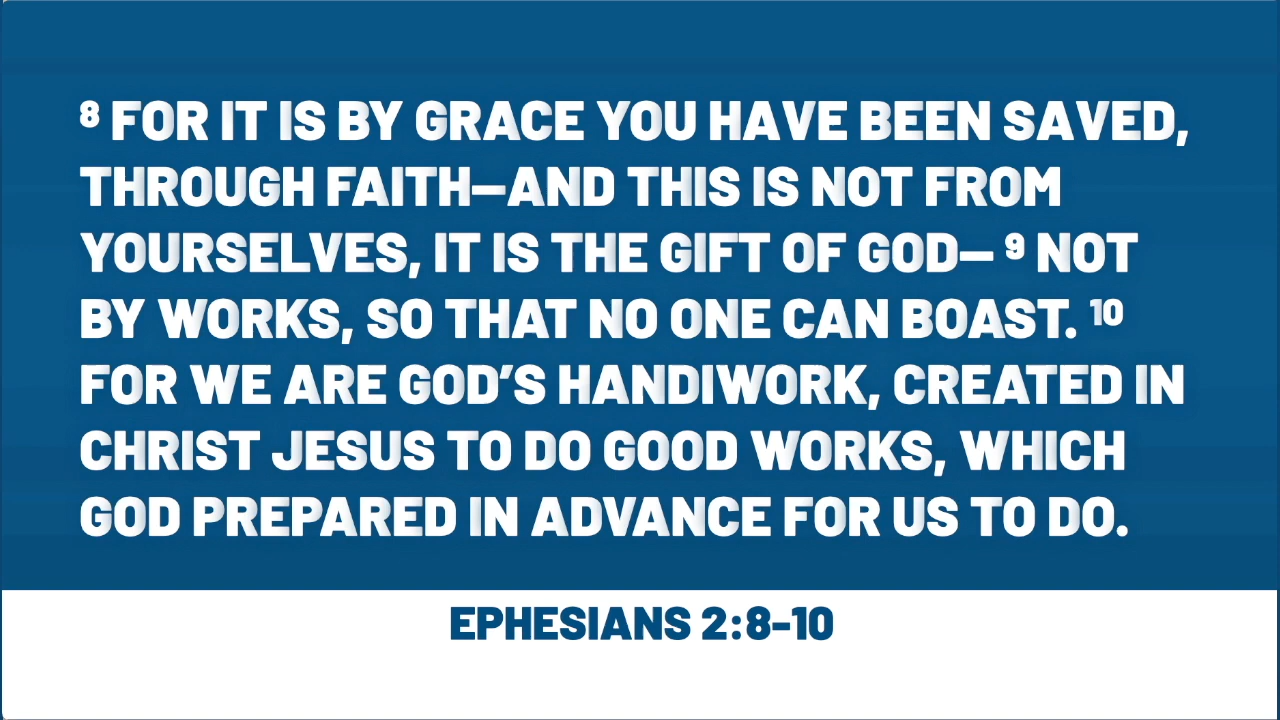 ⁸ FOR IT IS BY GRACE YOU HAVE BEEN SAVED,
THROUGH FAITH—AND THIS IS NOT FROM
YOURSELVES, IT IS THE GIFT OF GOD— ⁹ NOT
BY WORKS, SO THAT NO ONE CAN BOAST. ¹⁰
FOR WE ARE GOD’S HANDIWORK, CREATED IN
CHRIST JESUS TO DO GOOD WORKS, WHICH
GOD PREPARED IN ADVANCE FOR US TO DO.
EPHESIANS 2:8-10